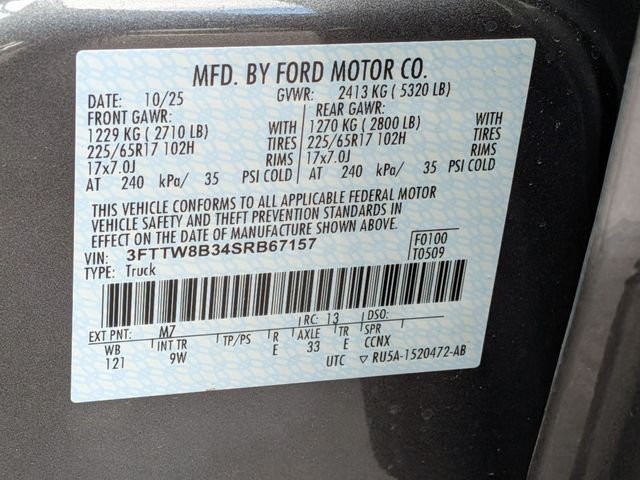 MFD. BY FORD MOTOR CO.
DATE: 10/25 GVWR: 2413 KG ( 5320 LB)
FRONT GAWR: REAR GAWR:
1229 KG ( 2710 LB) WITH 1270 KG ( 2800 LB) WITH
225/65R17 102H TIRES 225/65R17 102H TIRES
17x7.0J RIMS 17x7.0J RIMS
AT 240 kPa/ 35 PSI COLD AT 240 kPa/ 35 PSI COLD
THIS VEHICLE CONFORMS TO ALL APPLICABLE FEDERAL MOTOR
VEHICLE SAFETY AND THEFT PREVENTION STANDARDS IN
EFFECT ON THE DATE OF MANUFACTURE SHOWN ABOVE.
VIN: 3FTTW8B34SRB67157 F0100
TYPE: Truck T0509
EXT PNT: M7 RC: 13 DSO:
WB INT TR TP/PS R AXLE TR SPR
121 9W E 33 E CCNX
UTC ▽ RU5A-1520472-AB